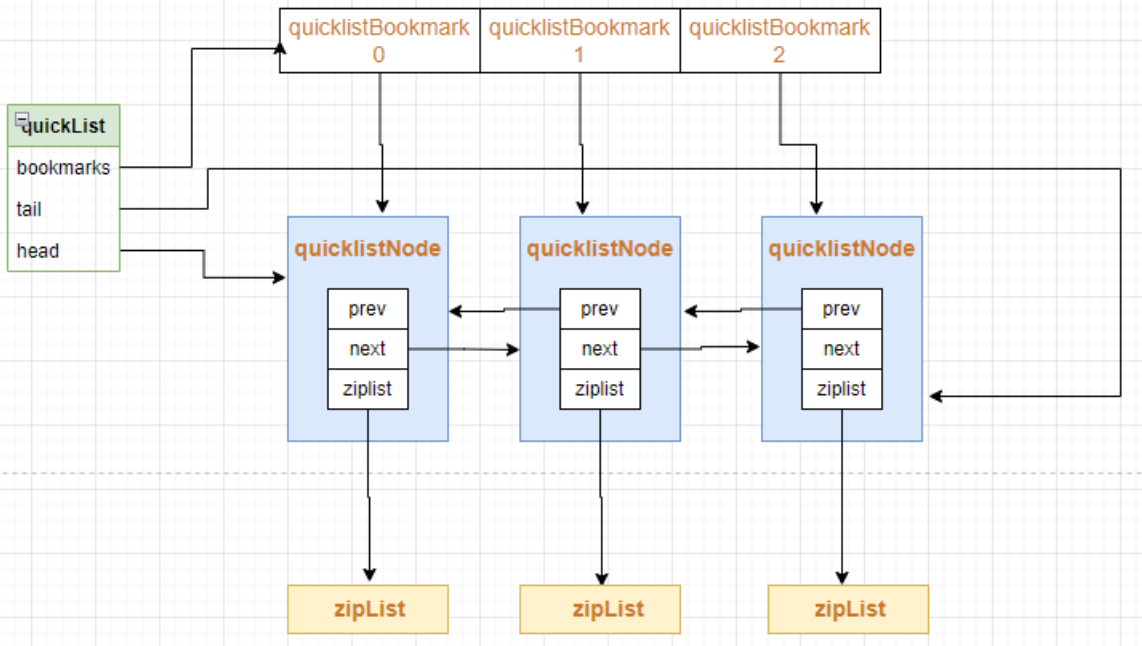 quicklistBookmark quicklistBookmark quicklistBookmark
0 1 2
quickList
bookmarks
tail
head
quicklistNode quicklistNode quicklistNode
prev prev prev
next next next
ziplist ziplist ziplist
zipList zipList zipList